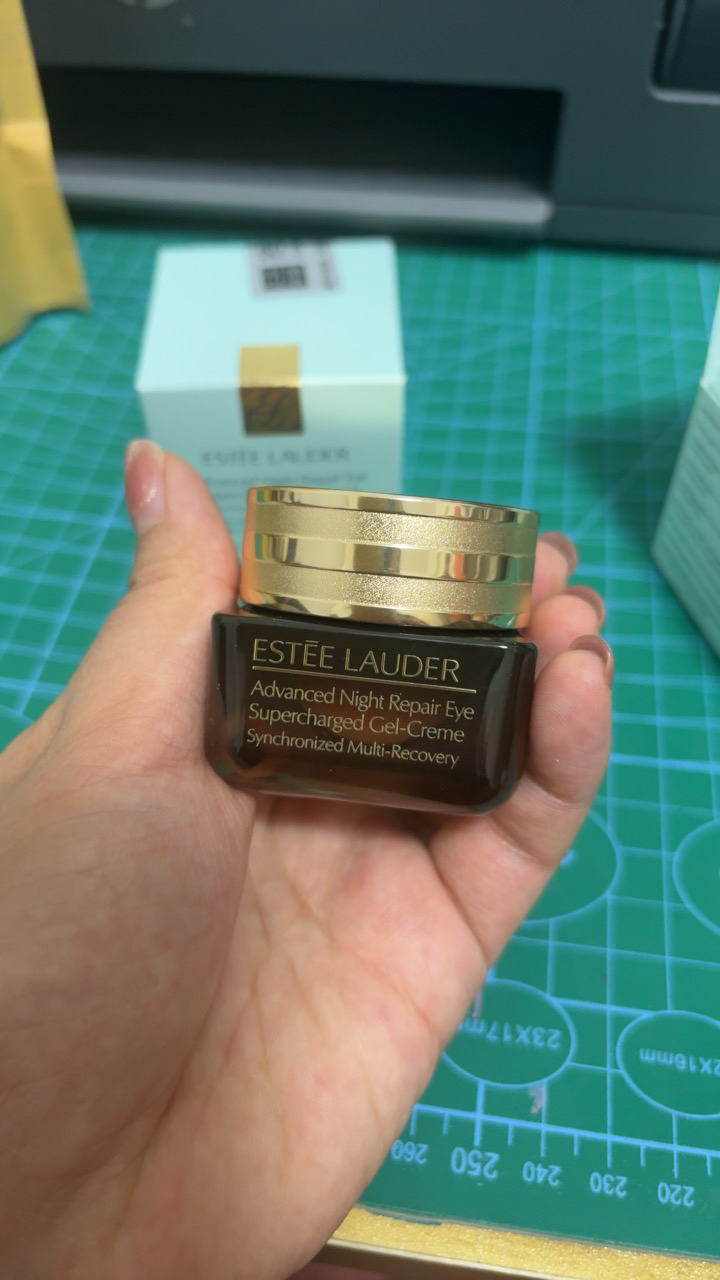 ESTĒE LAUDER
ESTĒE LAUDER
Advanced Night Repair Eye
Supercharged Gel-Creme
Synchronized Multi-Recovery
23X17mm
260 250 240 230 220